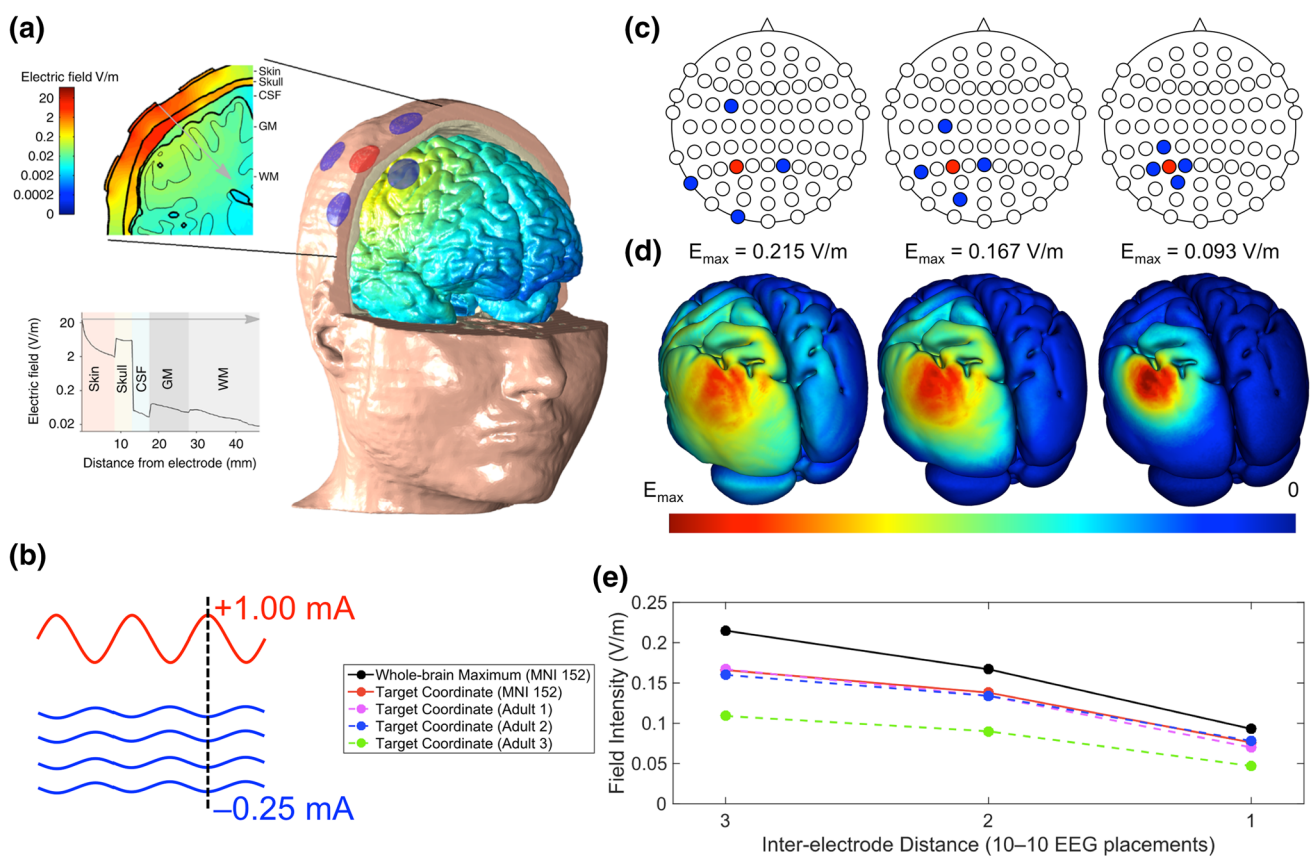 (a)
Electric field V/m
20
2
0.2
0.02
0.002
0.0002
0
Skin
Skull
CSF
GM
WM
Electric field (V/m)
20
2
0.2
0.02
Skin
Skull
CSF
GM
WM
10
20
30
40
Distance from electrode (mm)
(b)
+1.00 mA
–0.25 mA
(c)
(d)
Emax = 0.215 V/m
Emax = 0.167 V/m
Emax = 0.093 V/m
Emax
0
(e)
Whole-brain Maximum (MNI 152)
Target Coordinate (MNI 152)
Target Coordinate (Adult 1)
Target Coordinate (Adult 2)
Target Coordinate (Adult 3)
Field Intensity (V/m)
0.25
0.2
0.15
0.1
0.05
0
3
2
1
Inter-electrode Distance (10–10 EEG placements)